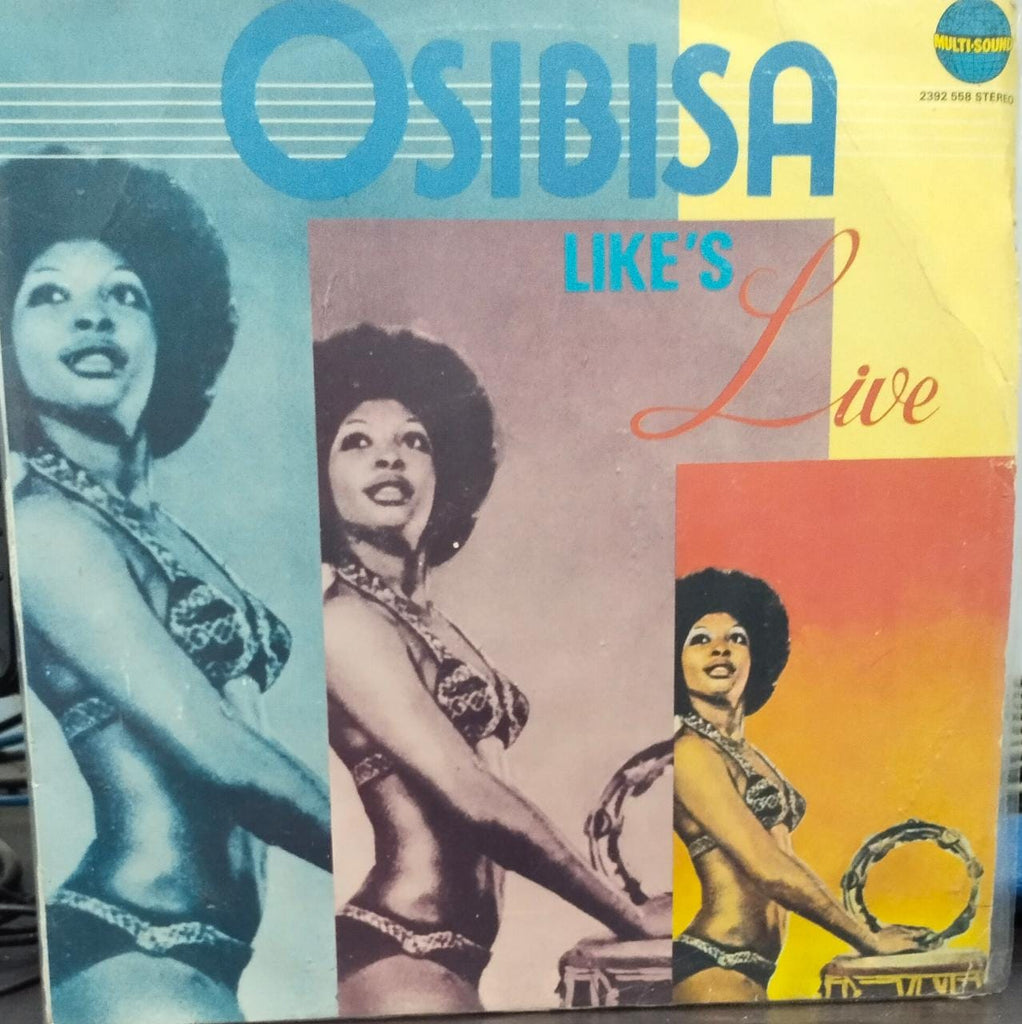 OSIBISA
MULTI-SOUND
2392 558 STEREO
LIKE'S
Live